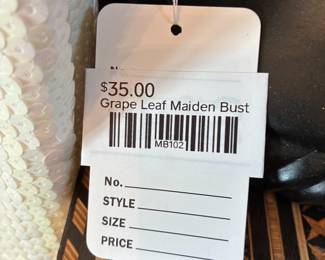 $35.00
Grape Leaf Maiden Bust
MB102
No.
STYLE
SIZE
PRICE